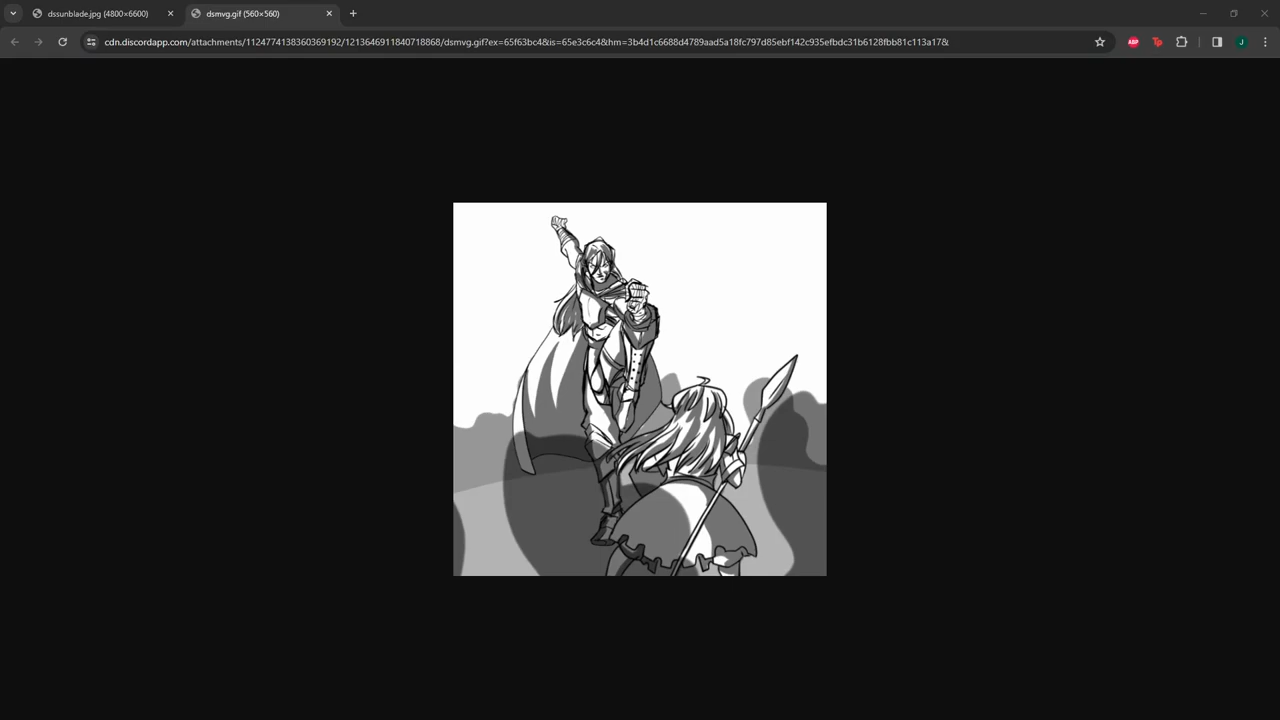 dssunblade.jpg (4800×6600)
dsmvg.gif (560×560)
cdn.discordapp.com/attachments/1124774138360369192/1213646911840718868/dsmvg.gif?ex=65f63bc4&is=65e3c6c4&hm=3b4d1c6688d4789aad5a18fc797d85ebf142c935efbdc31b6128fbb81c113a17&
ABP
J